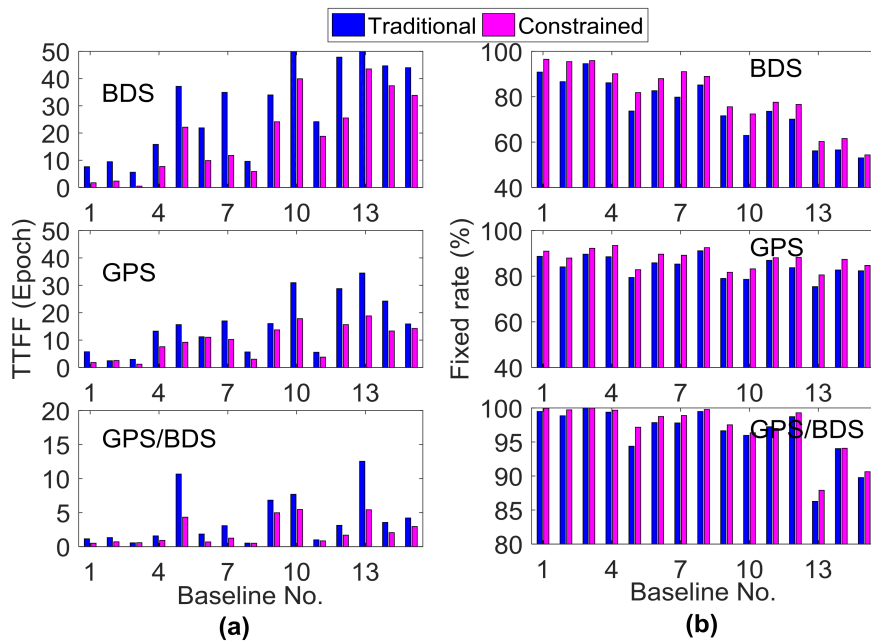 Traditional Constrained
TTFF (Epoch)
50
40
30
20
10
0
BDS
1 4 7 10 13
50
40
30
20
10
0
GPS
1 4 7 10 13
20
15
10
5
0
GPS/BDS
1 4 7 10 13
Baseline No.
(a)
Fixed rate (%)
100
80
60
40
BDS
1 4 7 10 13
100
80
60
40
GPS
1 4 7 10 13
100
95
90
85
80
GPS/BDS
1 4 7 10 13
Baseline No.
(b)